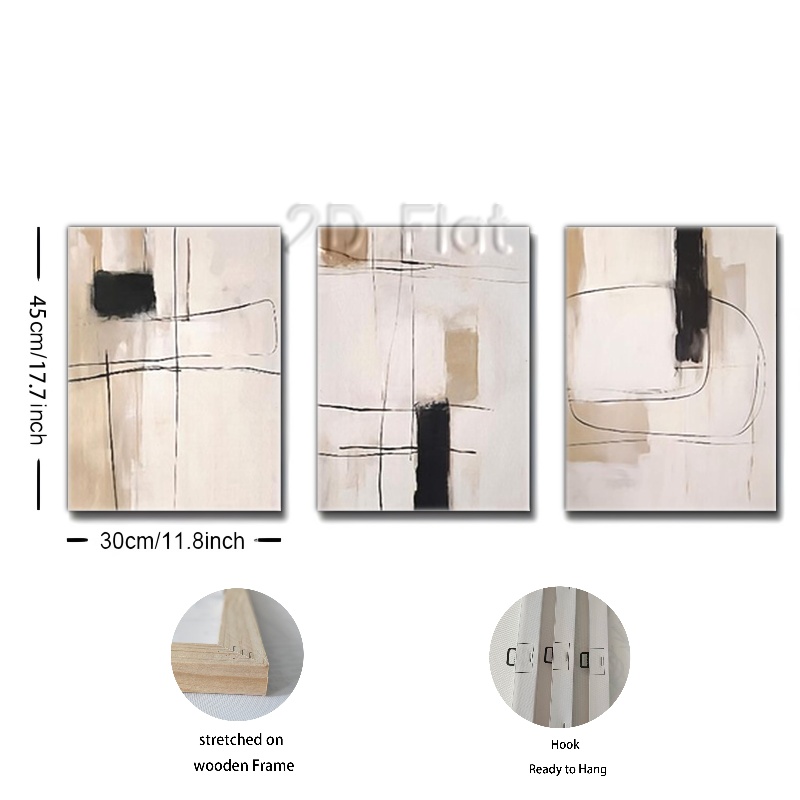 2D Flat
45cm/17.7inch
30cm/11.8inch
stretched on
wooden Frame
Hook
Ready to Hang